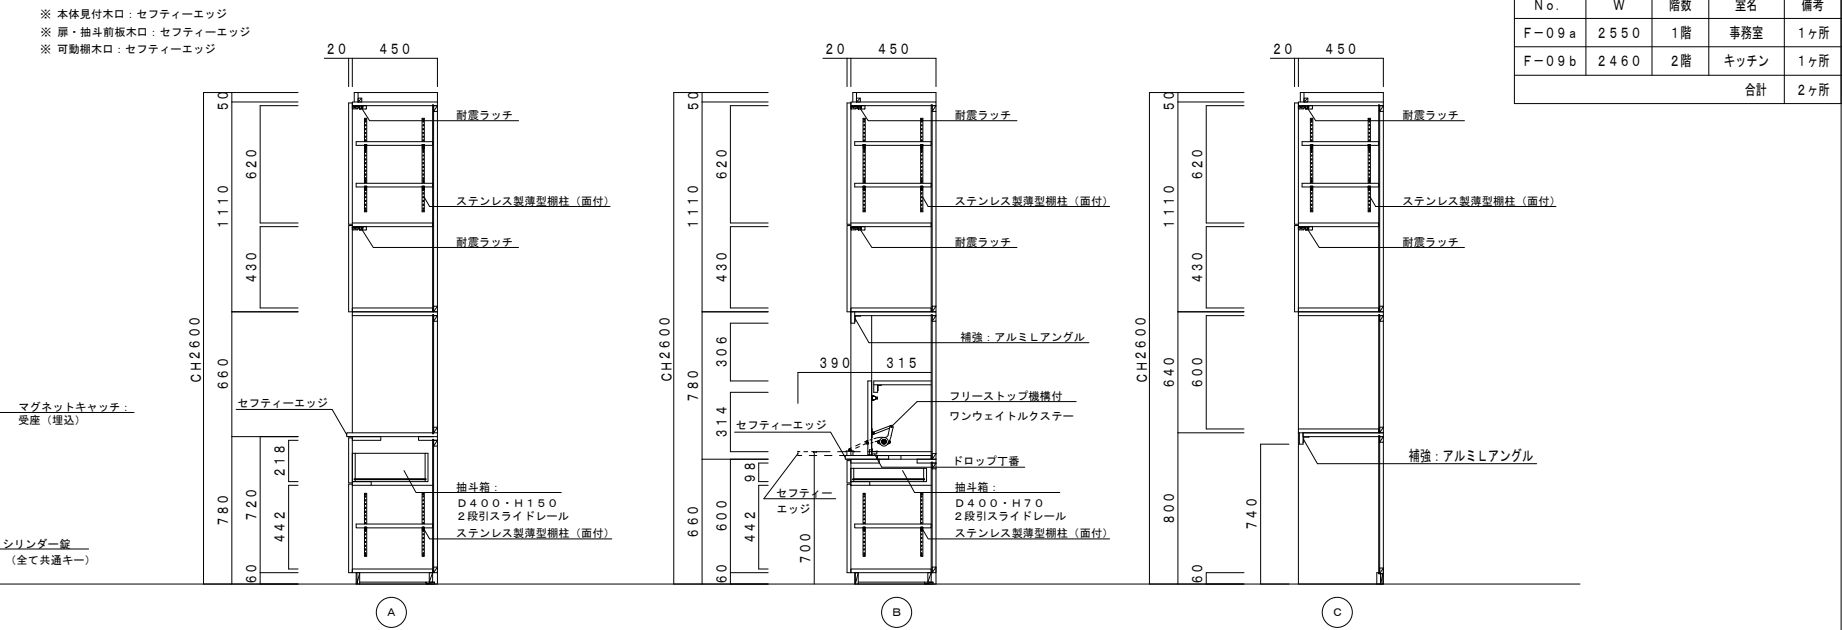 ※ 本体見付木口：セフティーエッジ
※ 扉・抽斗前板木口：セフティーエッジ
※ 可動棚木口：セフティーエッジ
No. W 階数 室名 備考
F－09a 2550 1階 事務室 1ヶ所
F－09b 2460 2階 キッチン 1ヶ所
合計 2ヶ所
マグネットキャッチ：
受座（埋込）
シリンダー錠
（全て共通キー）
20 450
50
耐震ラッチ
620
1110
ステンレス製薄型棚柱（面付）
耐震ラッチ
430
CH2600
660
セフティーエッジ
218
780
720
442
60
抽斗箱：
D400・H150
2段引スライドレール
ステンレス製薄型棚柱（面付）
A
20 450
50
耐震ラッチ
620
1110
ステンレス製薄型棚柱（面付）
耐震ラッチ
430
CH2600
補強：アルミLアングル
306
390 315
780
314
フリーストップ機構付
ワンウェイトルクステー
セフティーエッジ
ドロップ丁番
98
セフティー
エッジ
660
600
442
700
60
抽斗箱：
D400・H70
2段引スライドレール
ステンレス製薄型棚柱（面付）
B
20 450
50
耐震ラッチ
620
1110
ステンレス製薄型棚柱（面付）
耐震ラッチ
430
CH2600
640
600
補強：アルミLアングル
800
740
60
C